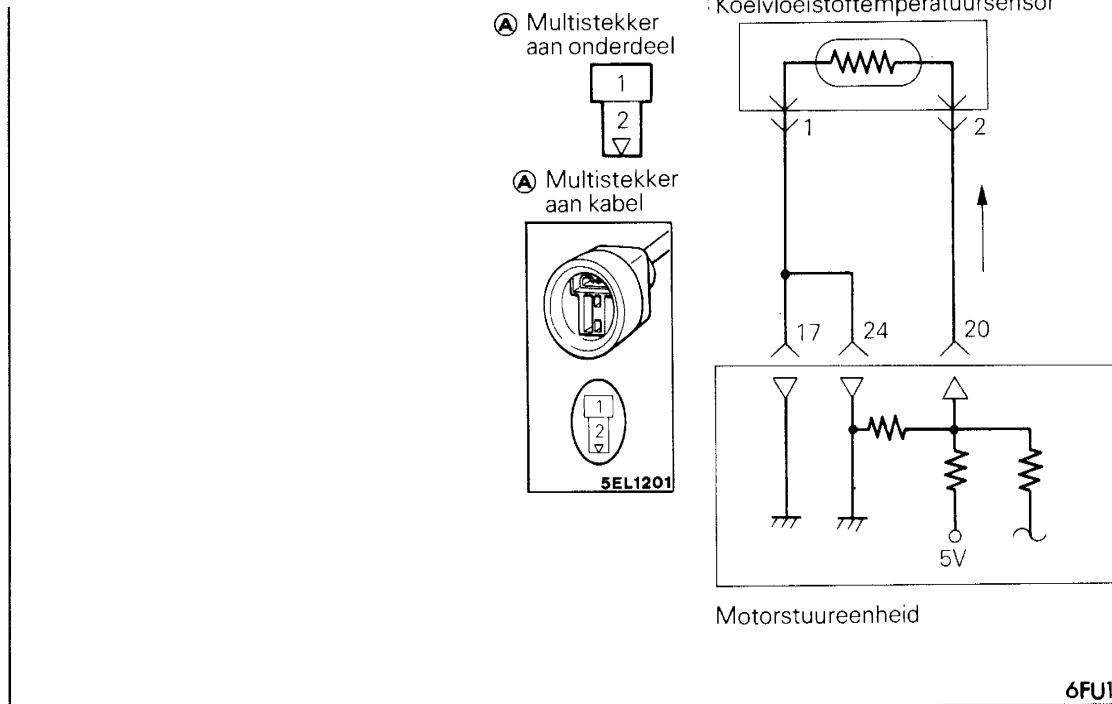 Ⓐ Multistekker
aan onderdeel
1
2
Ⓐ Multistekker
aan kabel
1
2
5EL1201
Koelvloeistoftemperatuursensor
1
2
17
24
20
5V
Motorstuureenheid
6FU1